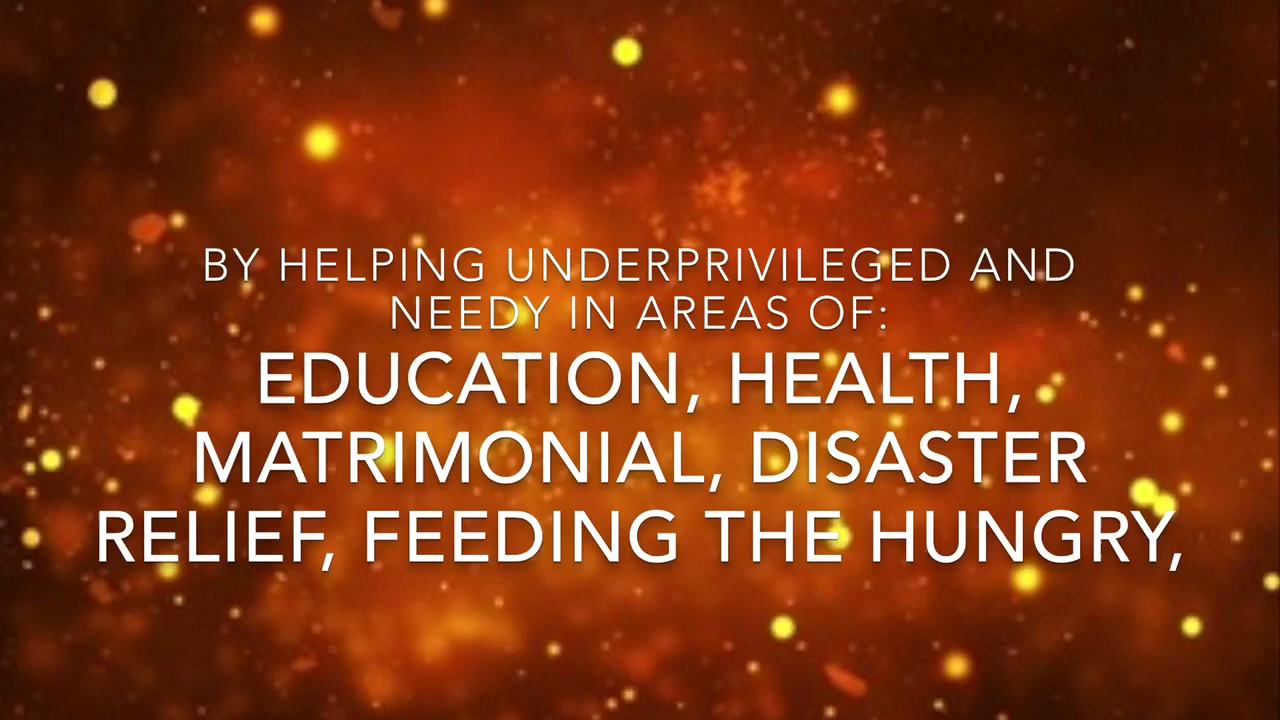 BY HELPING UNDERPRIVILEGED AND
NEEDY IN AREAS OF:
EDUCATION, HEALTH,
MATRIMONIAL, DISASTER
RELIEF, FEEDING THE HUNGRY,